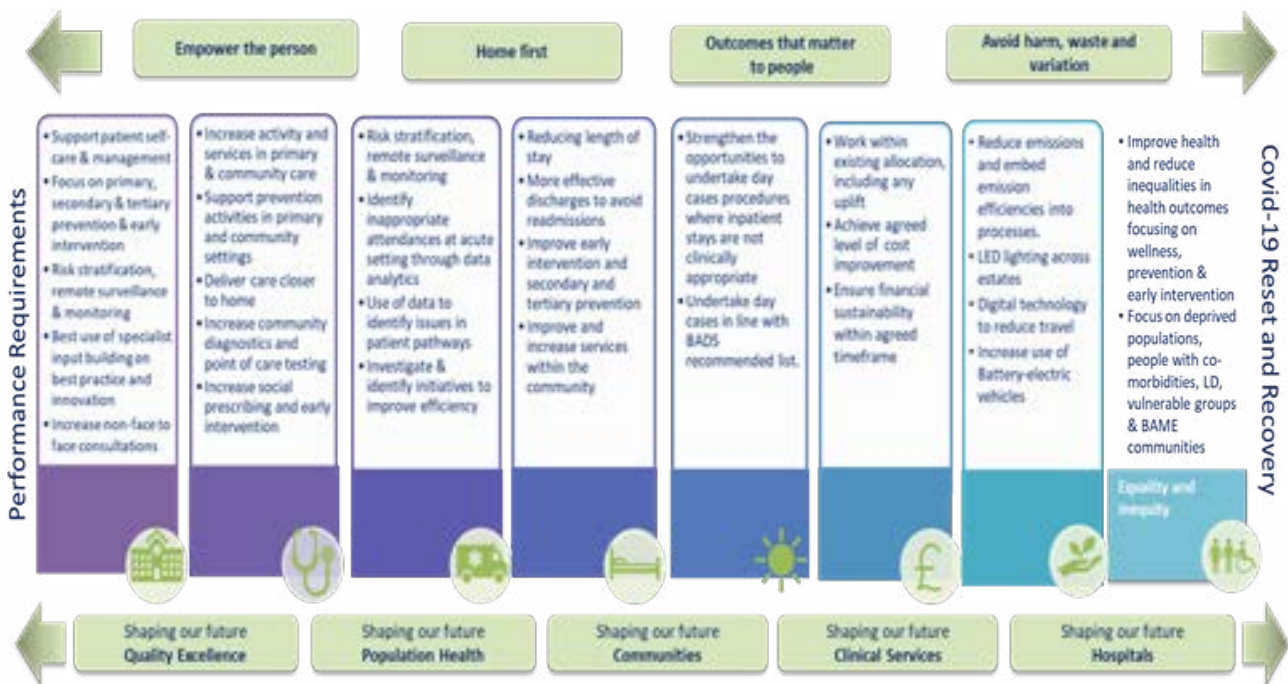 Empower the person
Home first
Outcomes that matter
to people
Avoid harm, waste and
variation
Performance Requirements
• Support patient self-
care & management
• Focus on primary,
secondary & tertiary
prevention & early
intervention
• Risk stratification,
remote surveillance
& monitoring
• Best use of specialist
input building on
best practice and
innovation
• Increase non-face to
face consultations
• Increase activity and
services in primary
& community care
• Support prevention
activities in primary
and community
settings
• Deliver care closer
to home
• Increase community
diagnostics and
point of care testing
• Increase social
prescribing and early
intervention
• Risk stratification,
remote surveillance
& monitoring
• Identify
inappropriate
attendances at acute
setting through data
analytics
• Use of data to
identify issues in
patient pathways
• Investigate &
identify initiatives to
improve efficiency
• Reducing length of
stay
• More effective
discharges to avoid
readmissions
• Improve early
intervention and
secondary and
tertiary prevention
• Improve and
increase services
within the
community
• Strengthen the
opportunities to
undertake day
cases procedures
where inpatient
stays are not
clinically
appropriate
• Undertake day
cases in line with
BADS
recommended list.
• Work within
existing allocation,
including any
uplift
• Achieve agreed
level of cost
improvement
• Ensure financial
sustainability
within agreed
timeframe
• Reduce emissions
and embed
emission
efficiencies into
processes.
• LED lighting across
estates
• Digital technology
to reduce travel
• Increase use of
Battery-electric
vehicles
• Improve health
and reduce
inequalities in
health outcomes
focusing on
wellness,
prevention &
early intervention
• Focus on deprived
populations,
people with co-
morbidities, LD,
vulnerable groups
& BAME
communities
Equality and
inequity
Covid-19 Reset and Recovery
£
Shaping our future
Quality Excellence
Shaping our future
Population Health
Shaping our future
Communities
Shaping our future
Clinical Services
Shaping our future
Hospitals